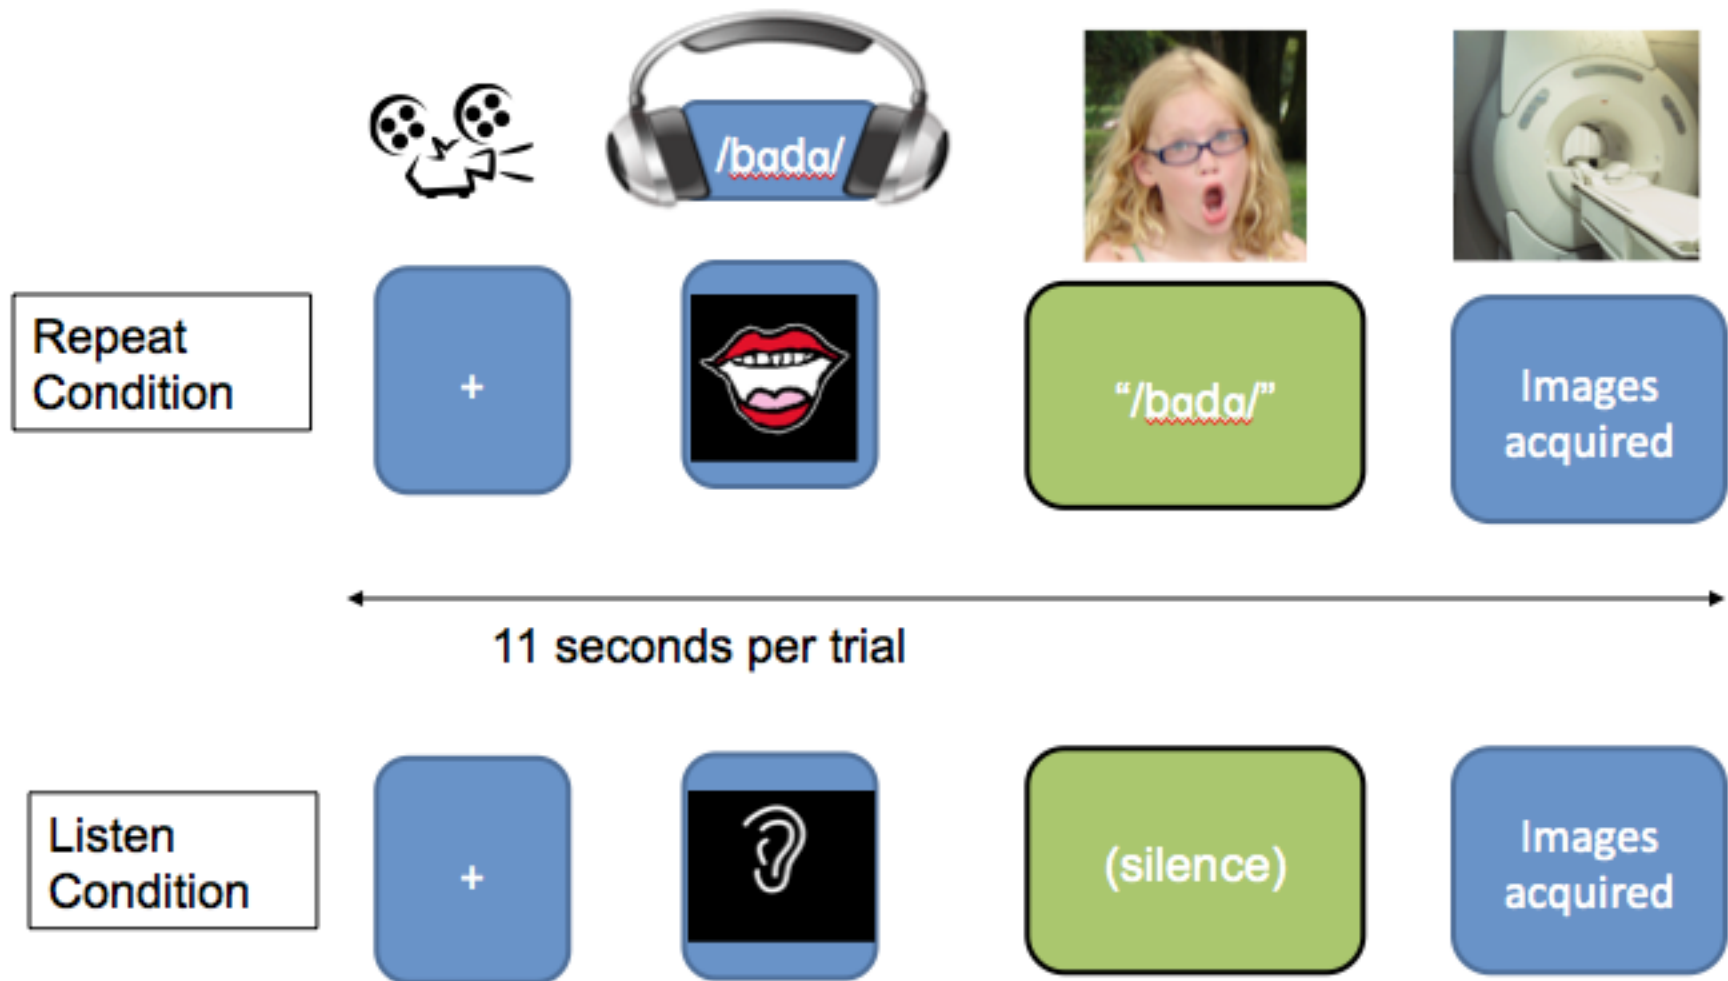 /bada/
Repeat
Condition
+
“/bada/”
Images
acquired
11 seconds per trial
Listen
Condition
+
(silence)
Images
acquired